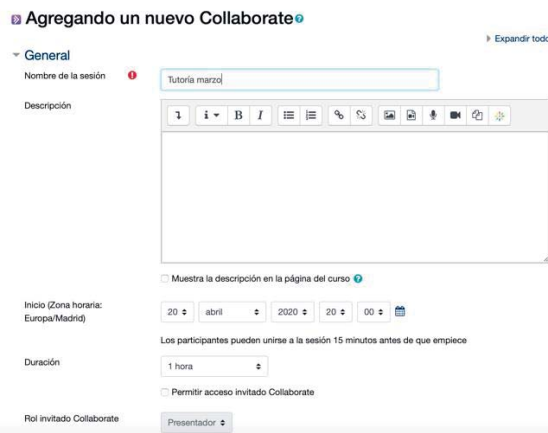 Agregando un nuevo Collaborate
Expandir todo
General
Nombre de la sesión
Tutoría marzo
Descripción
i B I
Muestra la descripción en la página del curso
Inicio (Zona horaria:
Europa/Madrid)
20 abril 2020 20 00
Los participantes pueden unirse a la sesión 15 minutos antes de que empiece
Duración
1 hora
Permitir acceso invitado Collaborate
Rol invitado Collaborate
Presentador